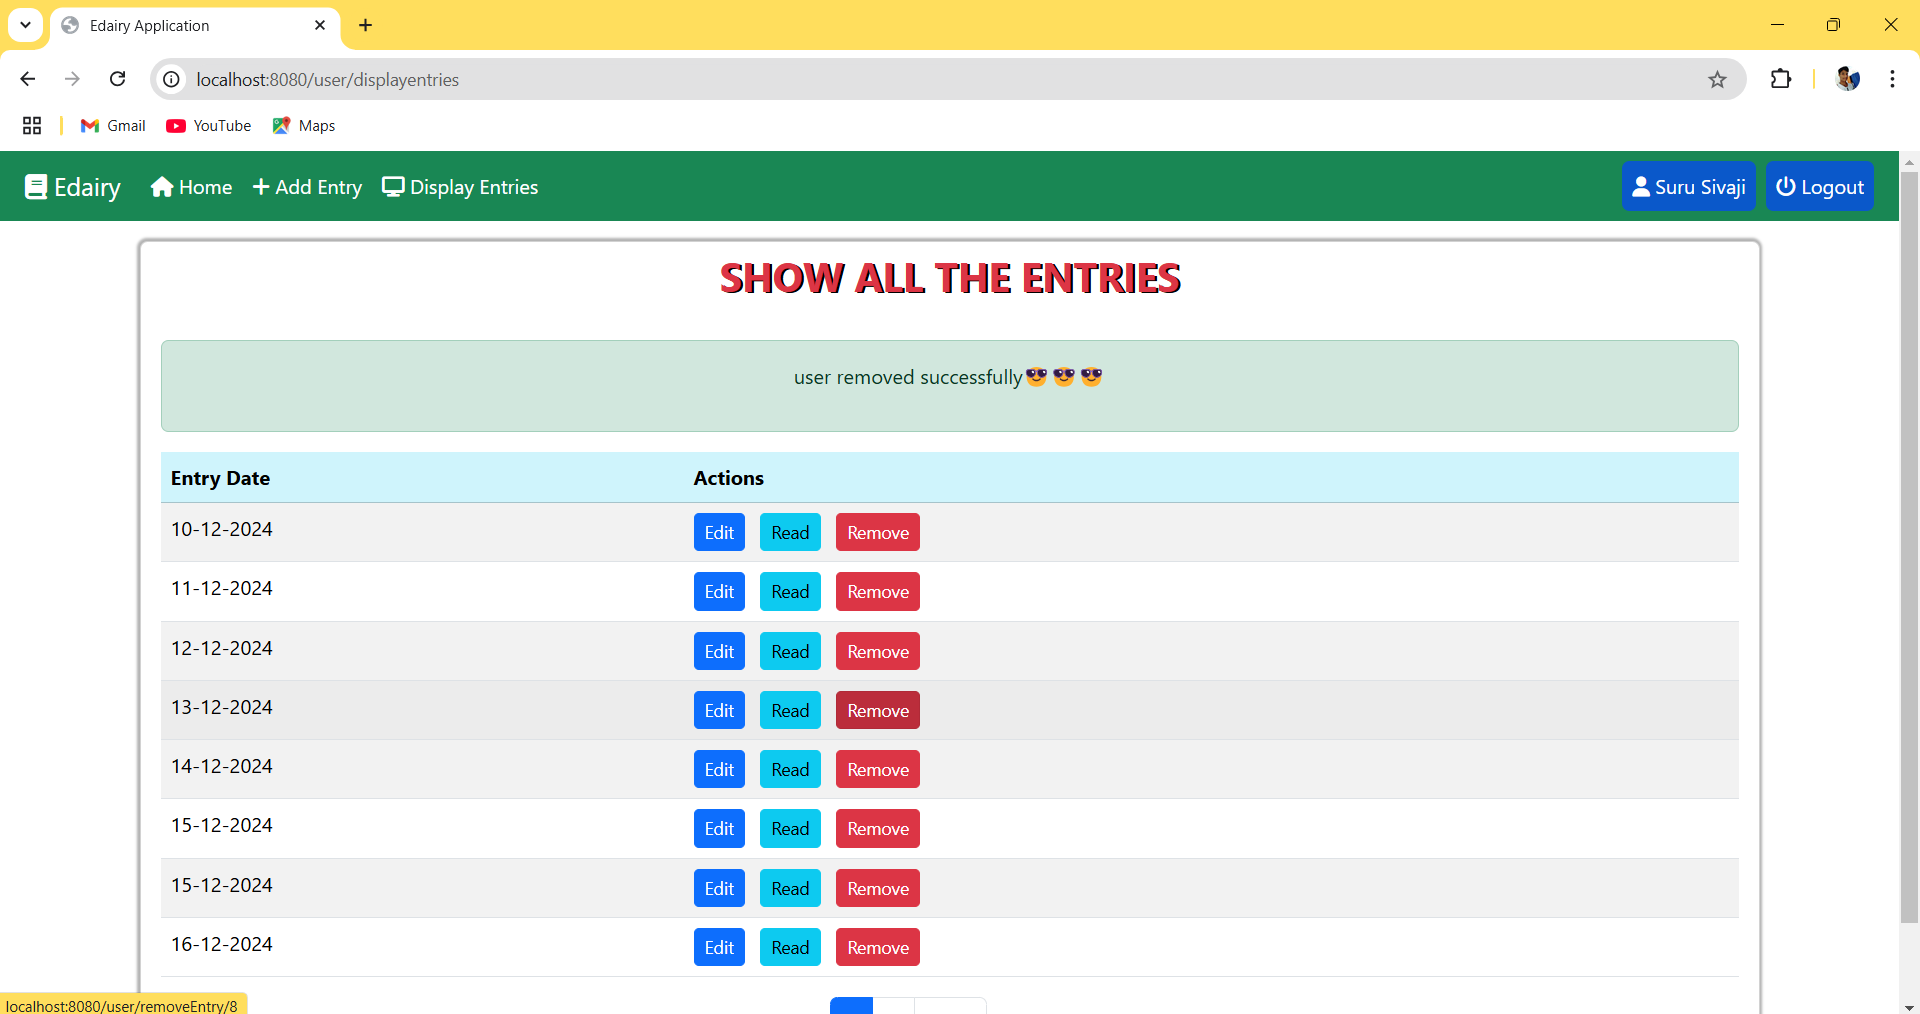 Edairy Application
localhost:8080/user/displayentries
Gmail YouTube Maps
Edairy Home Add Entry Display Entries Suru Sivaji Logout
SHOW ALL THE ENTRIES
user removed successfully😎😎😎
Entry Date Actions
10-12-2024 Edit Read Remove
11-12-2024 Edit Read Remove
12-12-2024 Edit Read Remove
13-12-2024 Edit Read Remove
14-12-2024 Edit Read Remove
15-12-2024 Edit Read Remove
15-12-2024 Edit Read Remove
16-12-2024 Edit Read Remove
localhost:8080/user/removeEntry/8